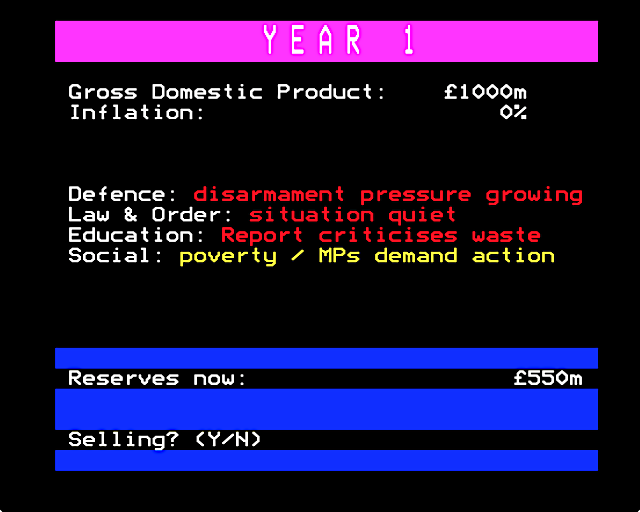 YEAR 1
Gross Domestic Product: £1000m
Inflation: 0%
Defence: disarmament pressure growing
Law & Order: situation quiet
Education: Report criticises waste
Social: poverty / MPs demand action
Reserves now: £550m
Selling? (Y/N)